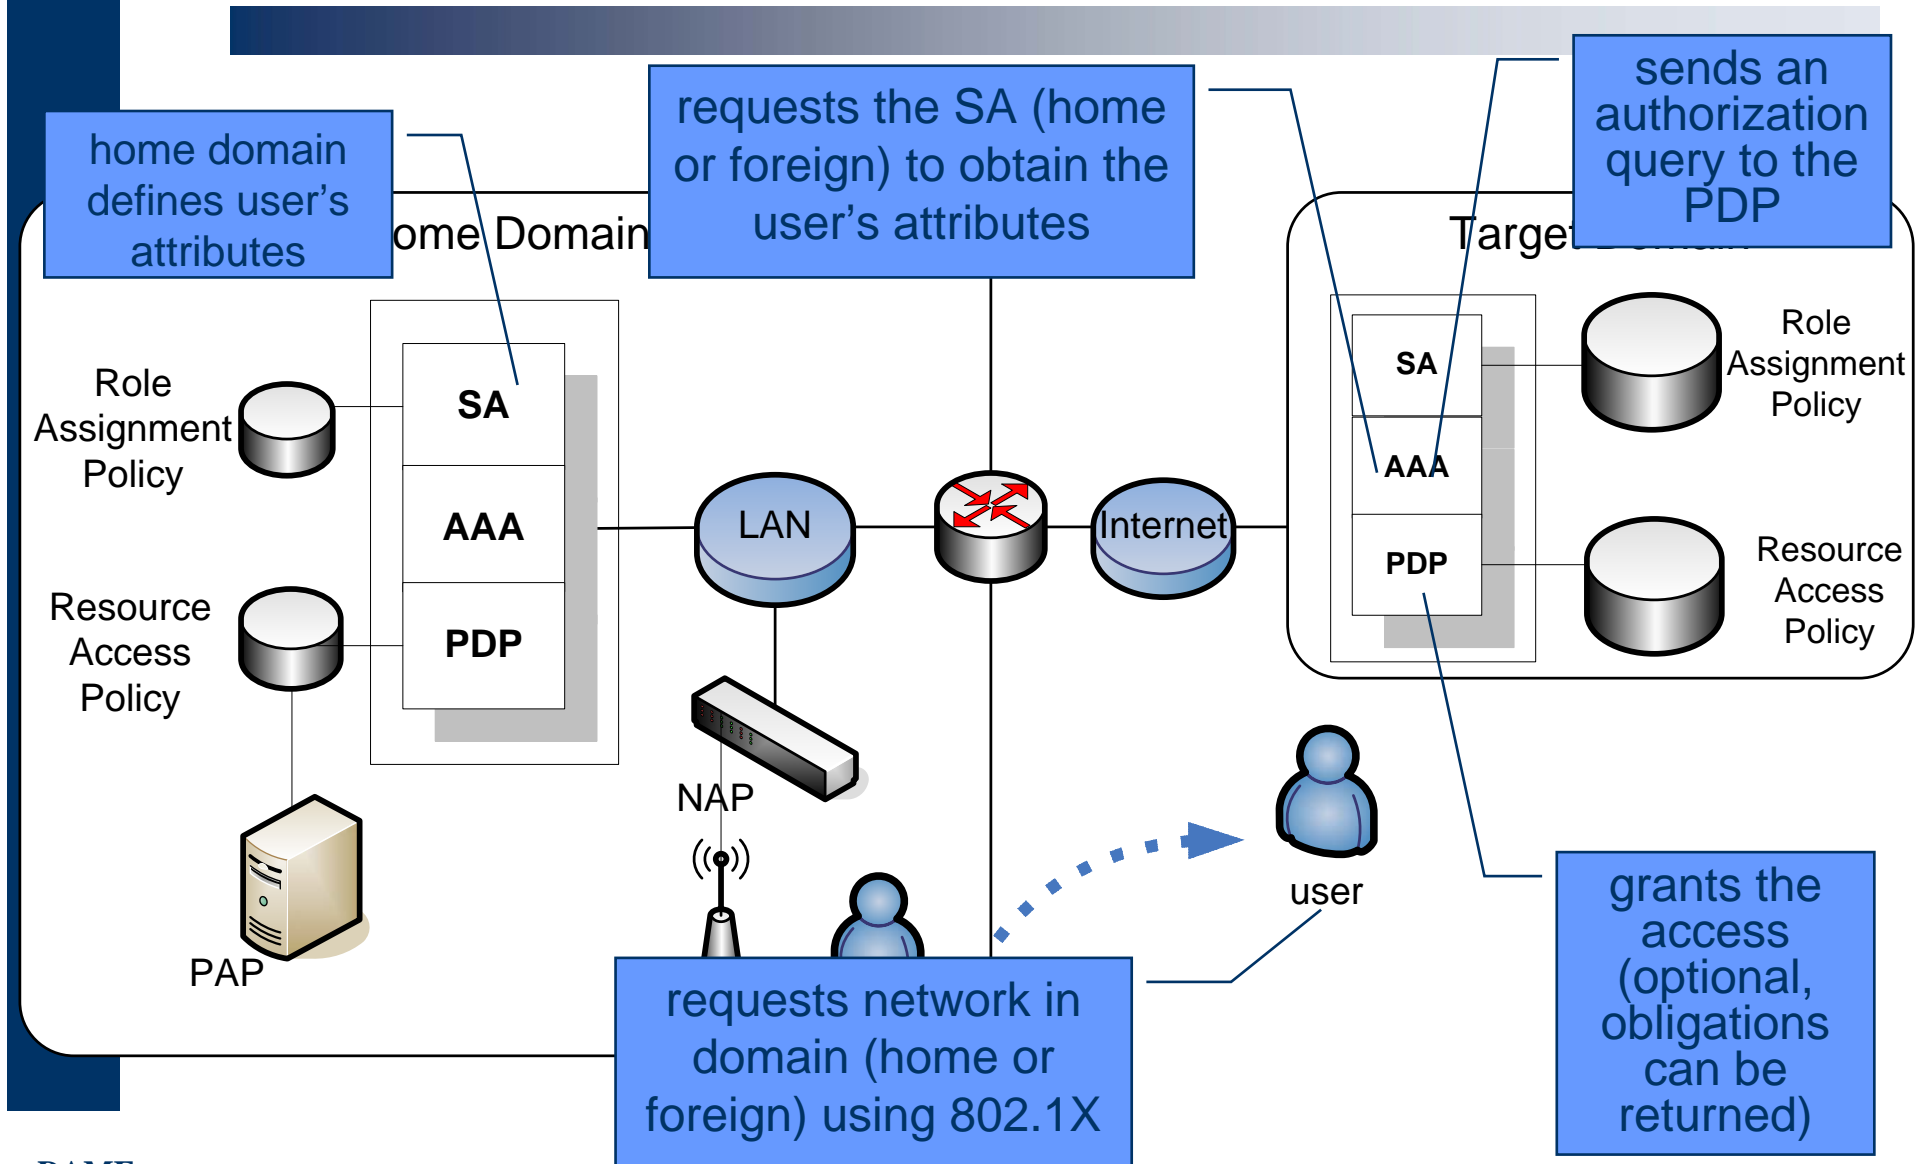 home domain
defines user's
attributes
requests the SA (home
or foreign) to obtain the
user's attributes
sends an
authorization
query to the
PDP
ome Domain
Target
Role
Assignment
Policy
SA
AAA
PDP
Resource
Access
Policy
PAP
LAN
NAP
Internet
SA
AAA
PDP
Role
Assignment
Policy
Resource
Access
Policy
user
requests network in
domain (home or
foreign) using 802.1X
grants the
access
(optional,
obligations
can be
returned)